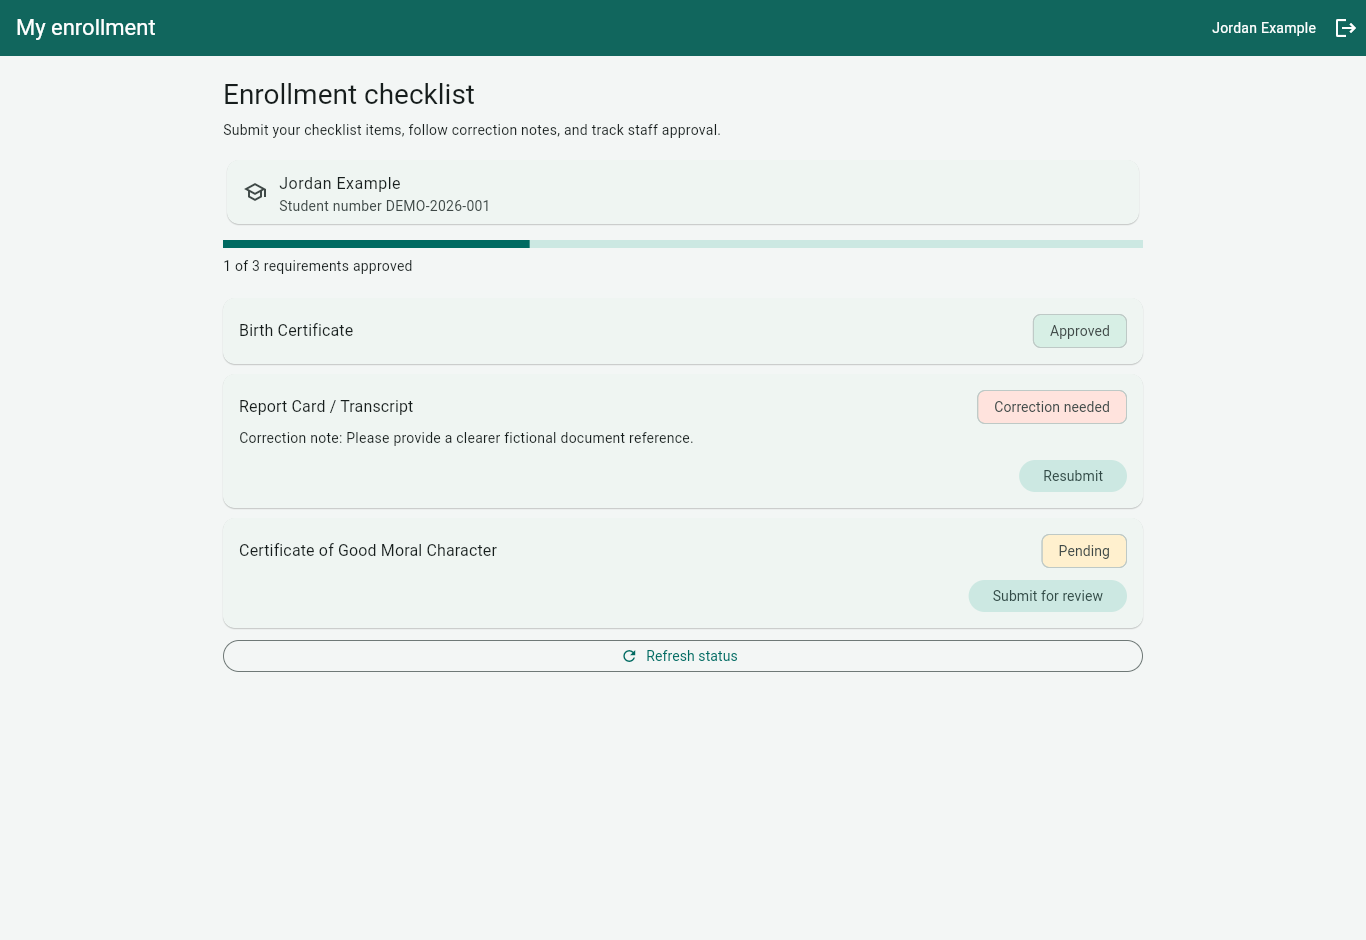 My enrollment
Jordan Example
Enrollment checklist
Submit your checklist items, follow correction notes, and track staff approval.
Jordan Example
Student number DEMO-2026-001
1 of 3 requirements approved
Birth Certificate
Approved
Report Card / Transcript
Correction needed
Correction note: Please provide a clearer fictional document reference.
Resubmit
Certificate of Good Moral Character
Pending
Submit for review
Refresh status